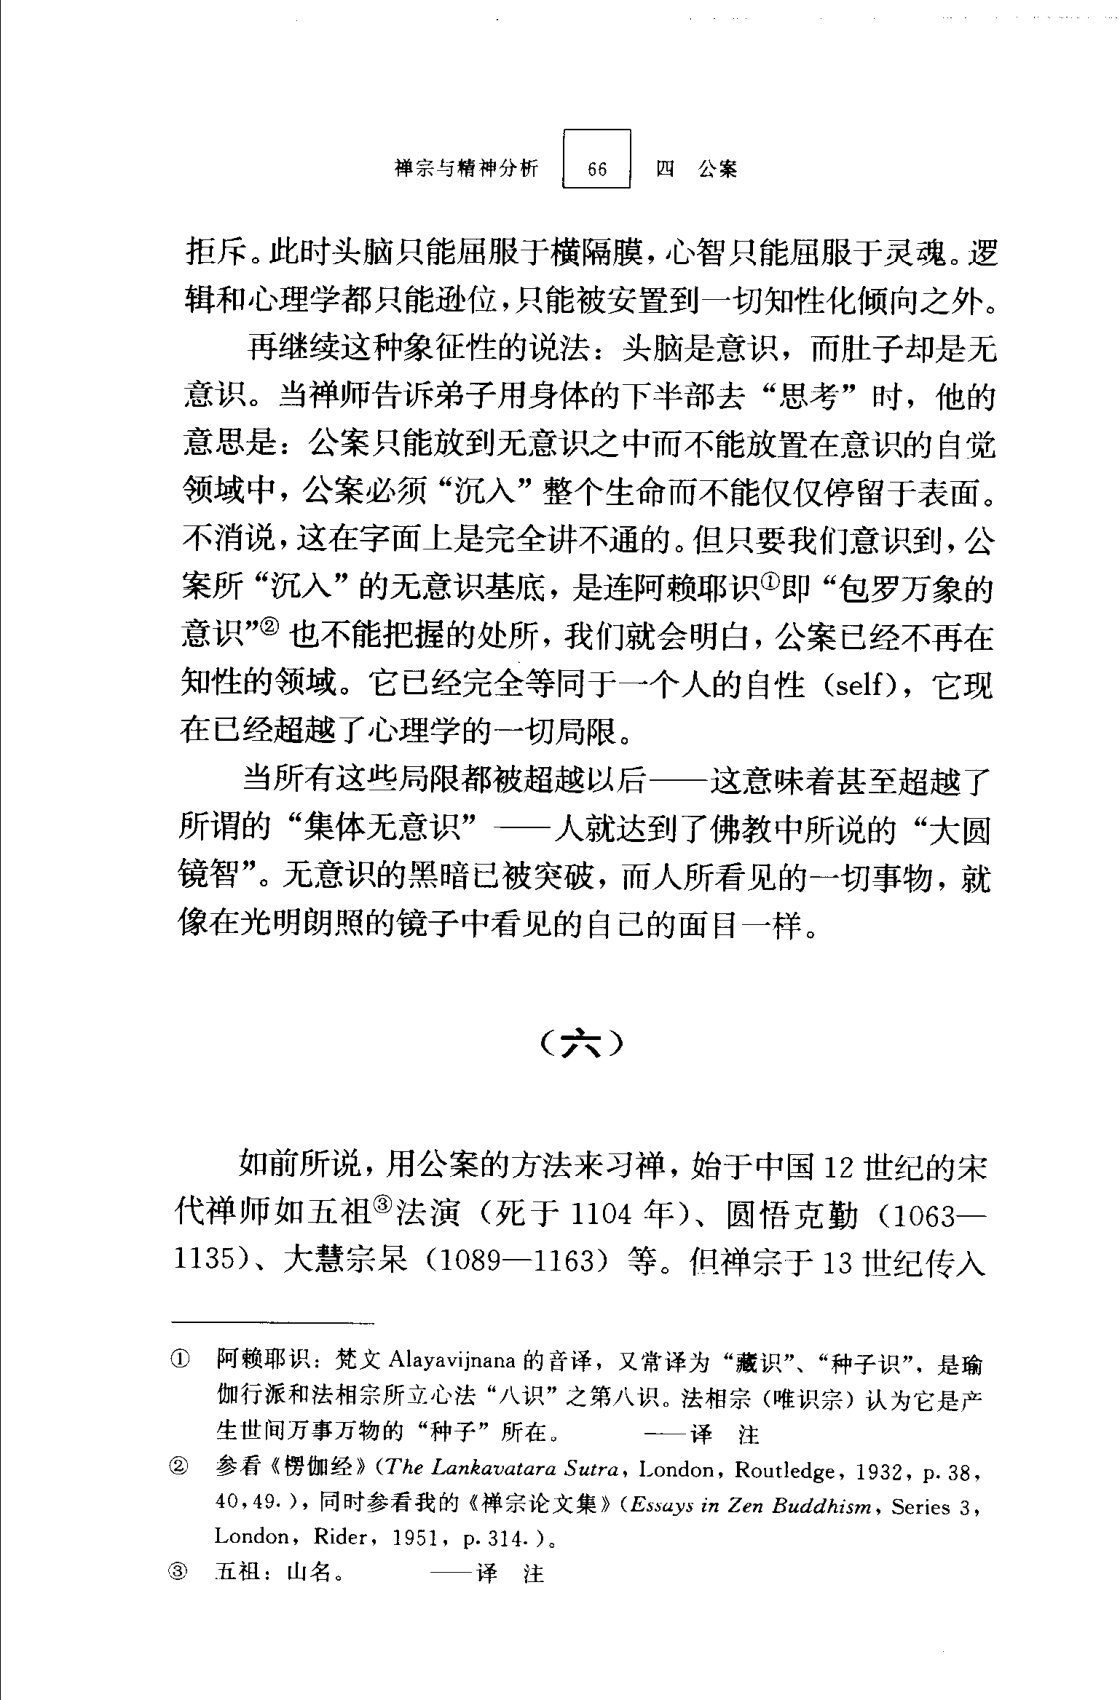 禅宗与精神分析 66 四 公案
拒斥。此时头脑只能屈服于横隔膜，心智只能屈服于灵魂。逻
辑和心理学都只能逊位，只能被安置到一切知性化倾向之外。
再继续这种象征性的说法：头脑是意识，而肚子却是无
意识。当禅师告诉弟子用身体的下半部去“思考”时，他的
意思是：公案只能放到无意识之中而不能放置在意识的自觉
领域中，公案必须“沉入”整个生命而不能仅仅停留于表面。
不消说，这在字面上是完全讲不通的。但只要我们意识到，公
案所“沉入”的无意识基底，是连阿赖耶识①即“包罗万象的
意识”② 也不能把握的处所，我们就会明白，公案已经不再在
知性的领域。它已经完全等同于一个人的自性（self），它现
在已经超越了心理学的一切局限。
当所有这些局限都被超越以后——这意味着甚至超越了
所谓的“集体无意识”——人就达到了佛教中所说的“大圆
镜智”。无意识的黑暗已被突破，而人所看见的一切事物，就
像在光明朗照的镜子中看见的自己的面目一样。
（六）
如前所说，用公案的方法来习禅，始于中国 12 世纪的宋
代禅师如五祖③法演（死于 1104 年）、圆悟克勤（1063—
1135）、大慧宗杲（1089—1163）等。但禅宗于 13 世纪传入
① 阿赖耶识：梵文 Alayavijnana 的音译，又常译为“藏识”、“种子识”，是瑜
伽行派和法相宗所立心法“八识”之第八识。法相宗（唯识宗）认为它是产
生世间万事万物的“种子”所在。 ——译 注
② 参看《楞伽经》（The Lankavatara Sutra，London，Routledge，1932，p. 38，
40，49．），同时参看我的《禅宗论文集》（Essays in Zen Buddhism，Series 3，
London，Rider，1951，p. 314．）。
③ 五祖：山名。 ——译 注